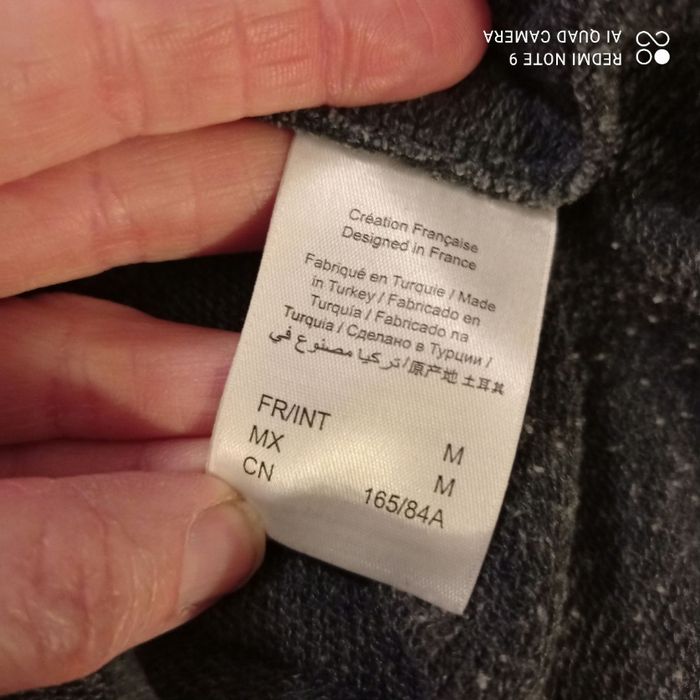 REDMI NOTE 9
AI QUAD CAMERA
Création Française
Designed in France
Fabriqué en Turquie / Made
in Turkey / Fabricado en
Turquía / Fabricado na
Turquia / Сделано в Турции /
تركيا مصنوع في/原产地 土耳其
FR/INT M
MX M
CN 165/84A